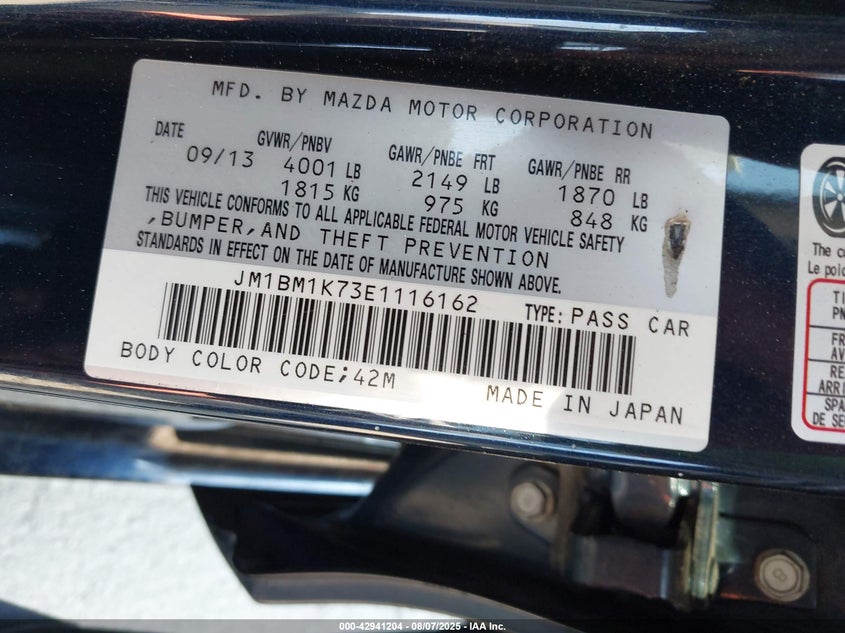 MFD. BY MAZDA MOTOR CORPORATION
DATE GVWR/PNBV GAWR/PNBE FRT GAWR/PNBE RR
09/13 4001 LB 2149 LB 1870 LB
1815 KG 975 KG 848 KG
THIS VEHICLE CONFORMS TO ALL APPLICABLE FEDERAL MOTOR VEHICLE SAFETY
,BUMPER,AND THEFT PREVENTION
STANDARDS IN EFFECT ON THE DATE OF MANUFACTURE SHOWN ABOVE.
JM1BM1K73E1116162 TYPE: PASS CAR
BODY COLOR CODE;42M
MADE IN JAPAN
The
Le
DE
000-42941204 - 08/07/2025 - IAA Inc.